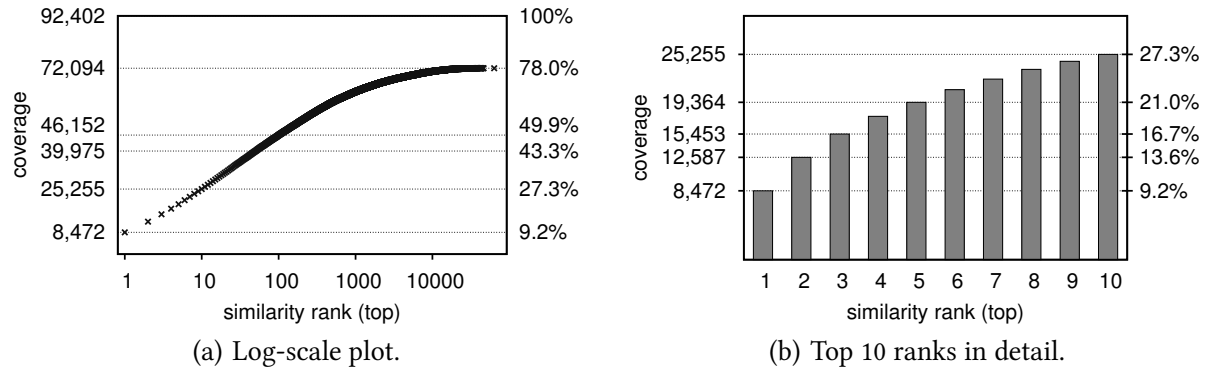 92,402
72,094
46,152
39,975
25,255
8,472
coverage
100%
78.0%
49.9%
43.3%
27.3%
9.2%
1 10 100 1000 10000
similarity rank (top)
(a) Log-scale plot.
25,255
19,364
15,453
12,587
8,472
coverage
27.3%
21.0%
16.7%
13.6%
9.2%
1 2 3 4 5 6 7 8 9 10
similarity rank (top)
(b) Top 10 ranks in detail.